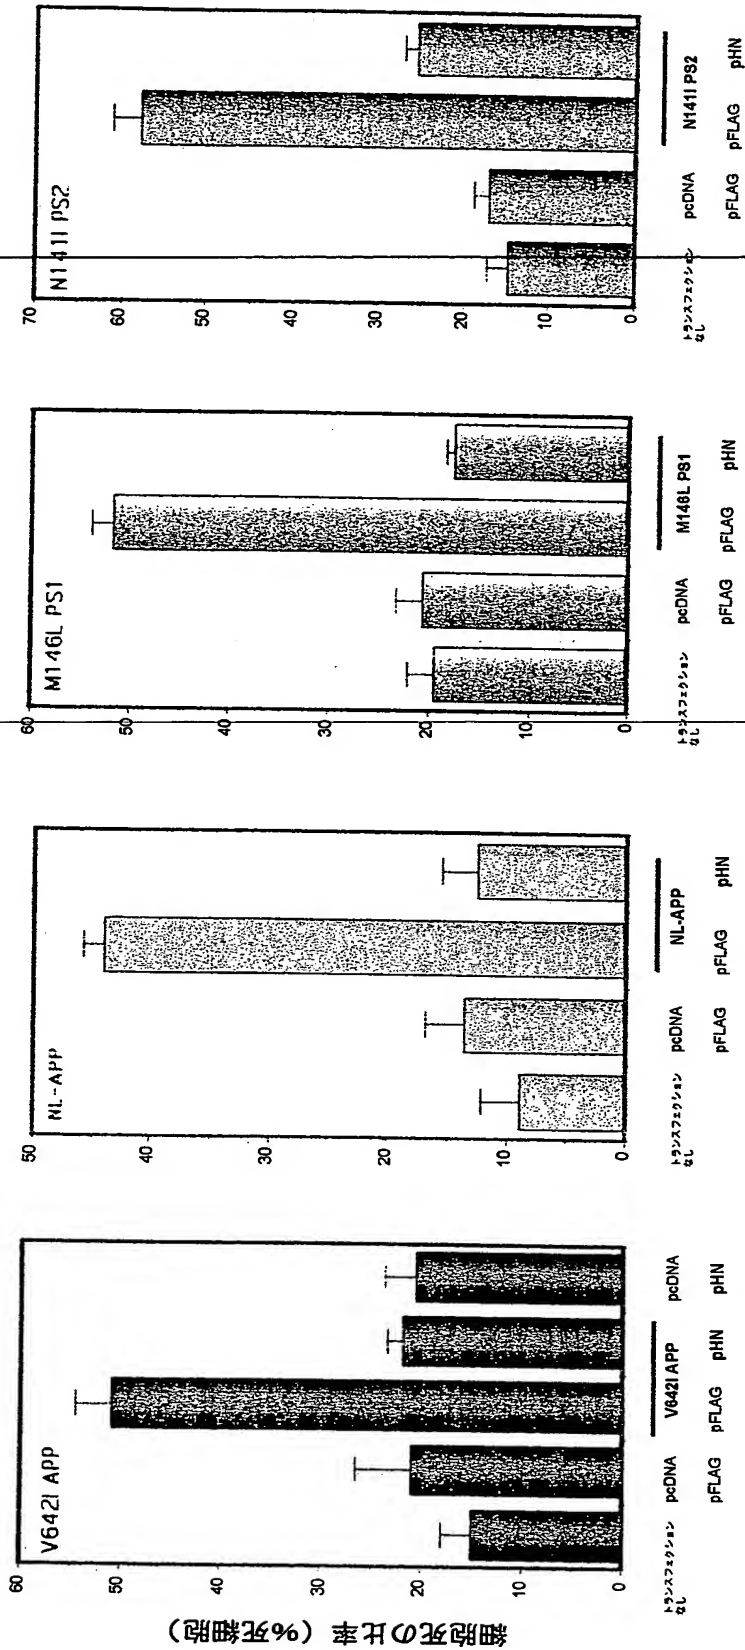 細胞死の比率 (%死細胞)
V642I APP
60
50
40
30
20
10
0
トランスフェクション
なし
pcDNA
pFLAG
V642I APP
pFLAG
pHN
pcDNA
pHN
NL-APP
50
40
30
20
10
0
トランスフェクション
なし
pcDNA
pFLAG
NL-APP
pFLAG
pHN
M146L PS1
60
50
40
30
20
10
0
トランスフェクション
なし
pcDNA
pFLAG
M146L PS1
pFLAG
pHN
N141I PS2
70
60
50
40
30
20
10
0
トランスフェクション
なし
pcDNA
pFLAG
N141I PS2
pFLAG
pHN